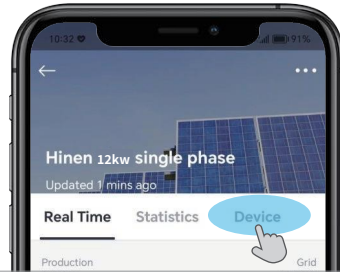 10:32 91%
Hinen 12kw single phase
Updated 1 mins ago
Real Time Statistics Device
Production Grid